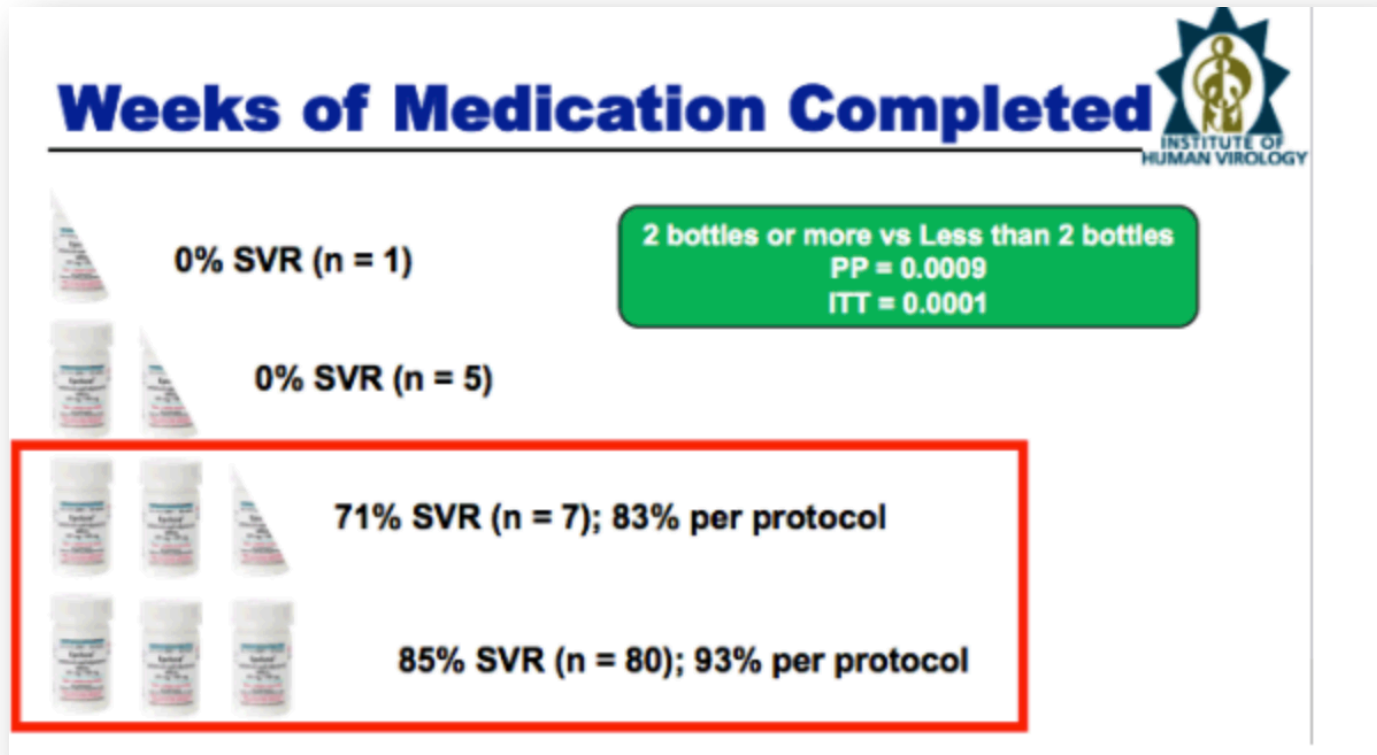 Weeks of Medication Completed
INSTITUTE OF
HUMAN VIROLOGY
0% SVR (n = 1)
2 bottles or more vs Less than 2 bottles
PP = 0.0009
ITT = 0.0001
0% SVR (n = 5)
71% SVR (n = 7); 83% per protocol
85% SVR (n = 80); 93% per protocol